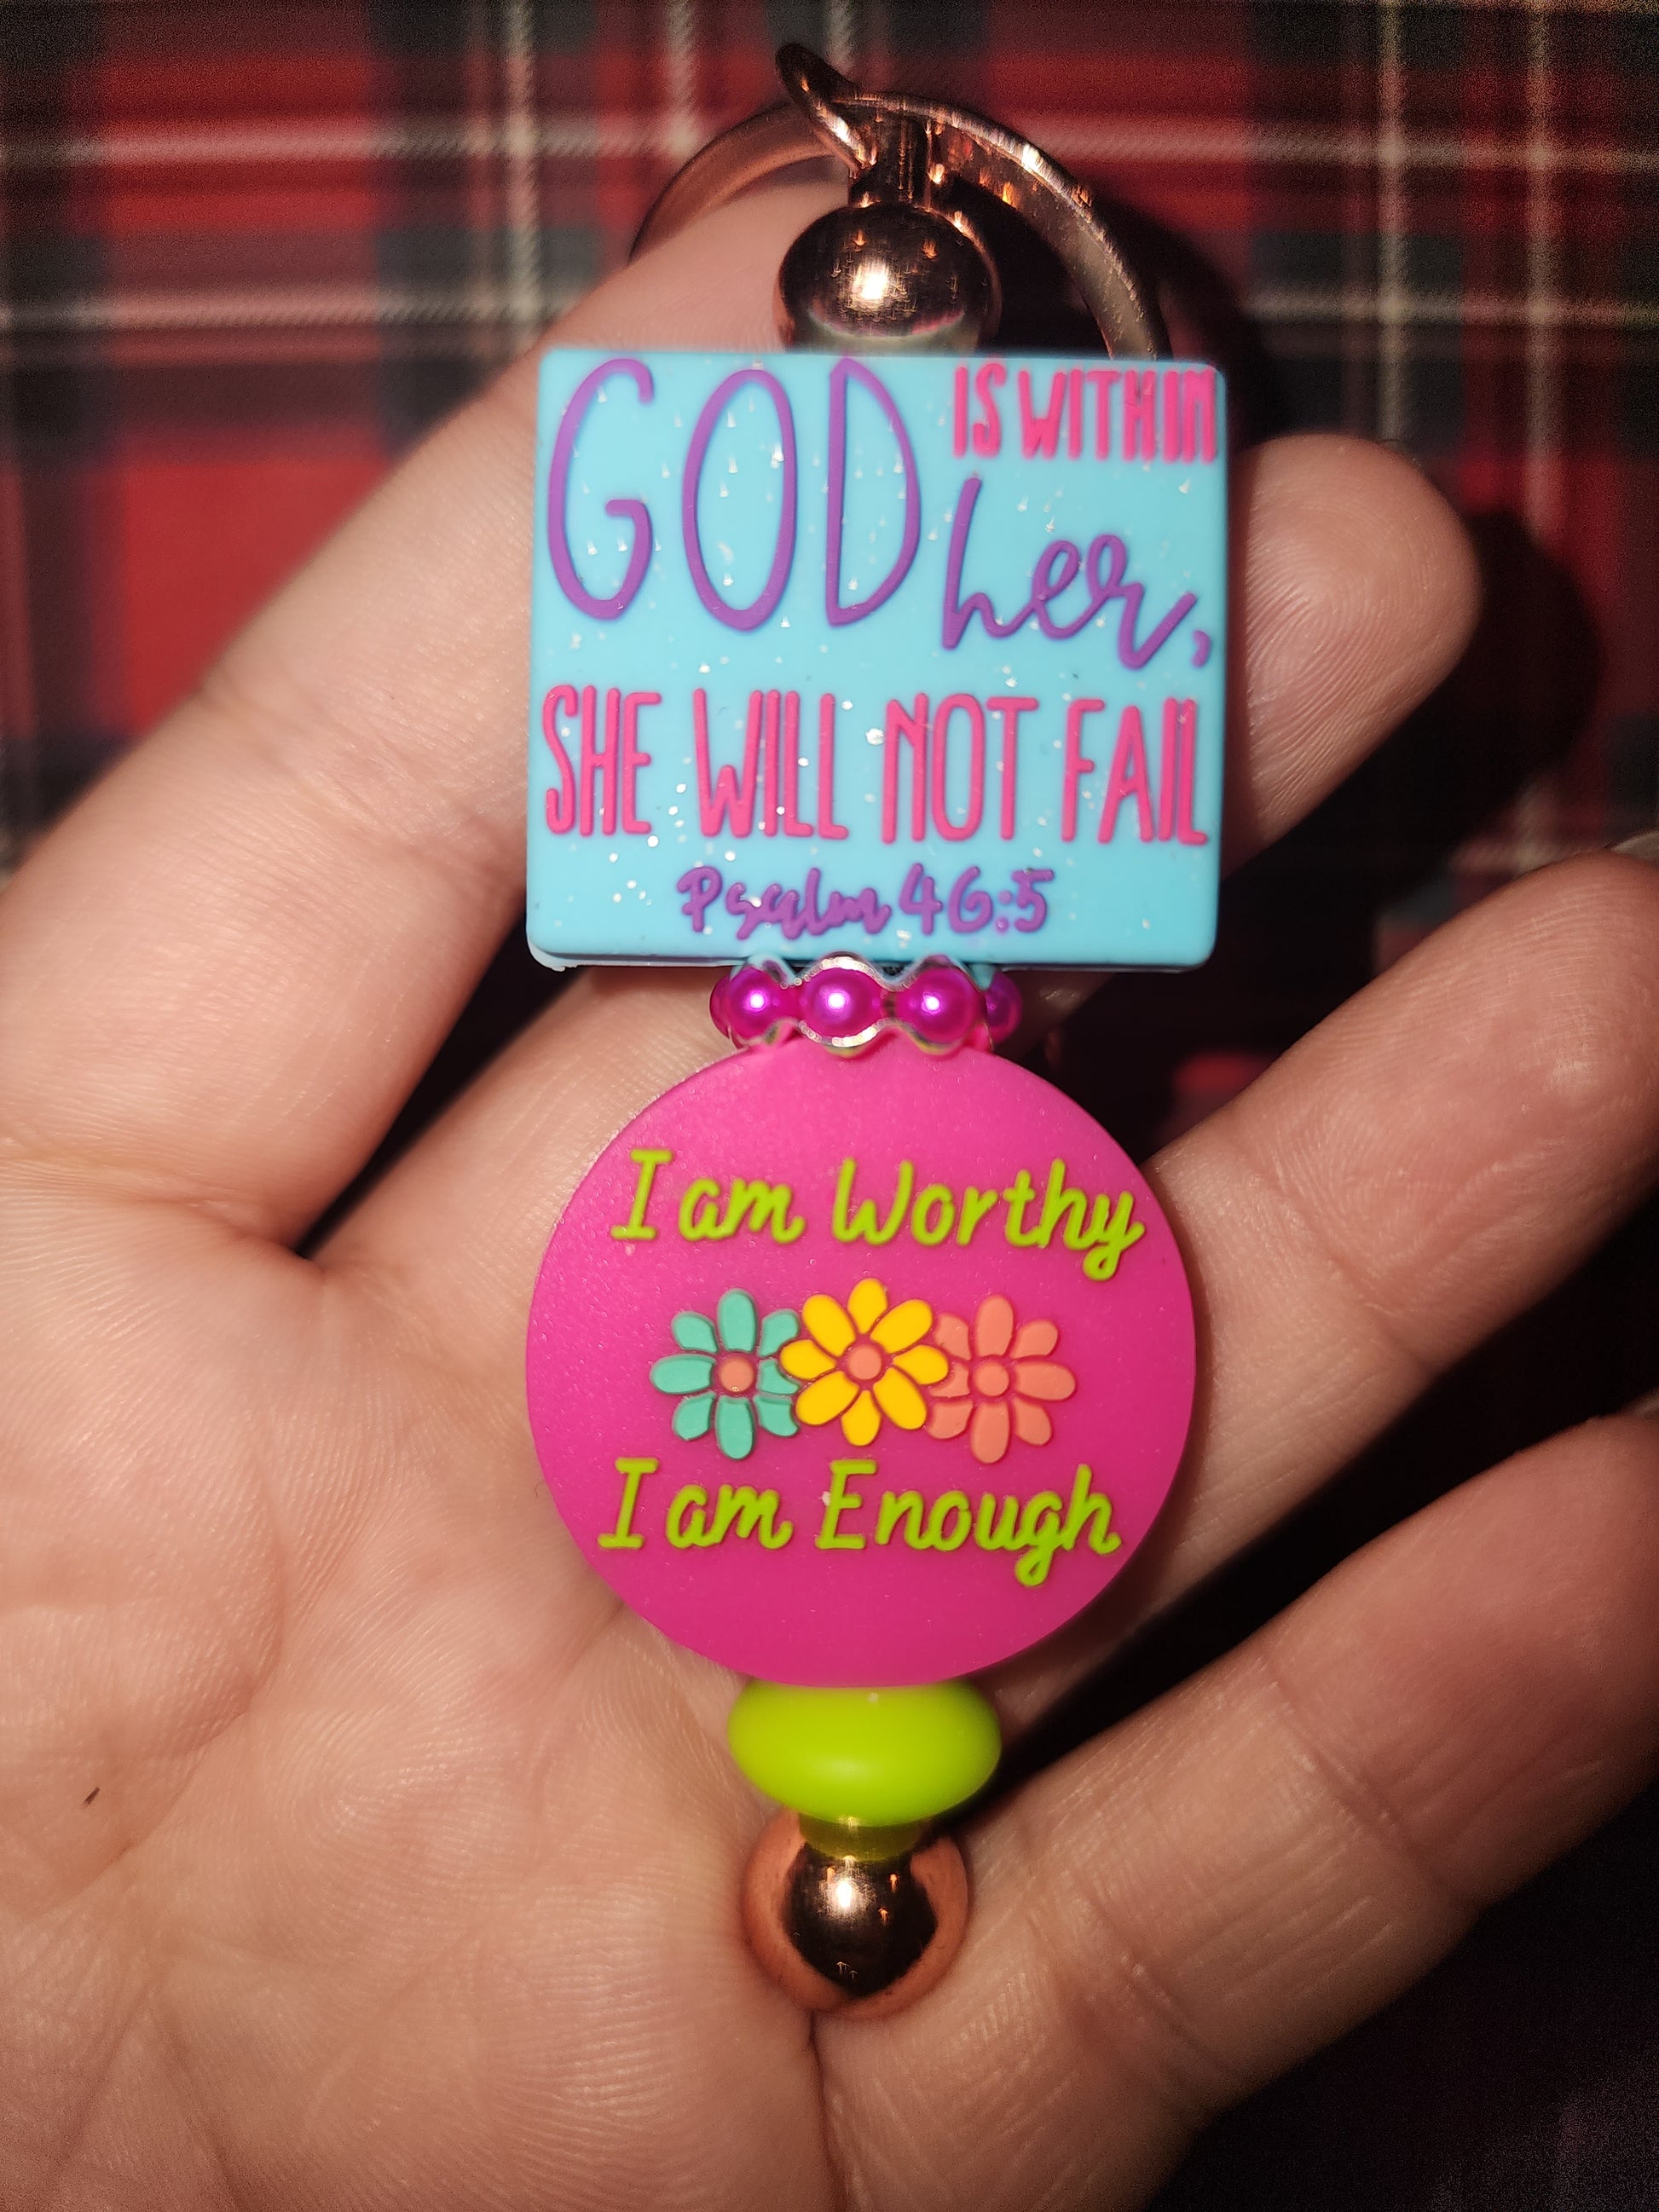 GOD IS WITHIN
her,
SHE WILL NOT FAIL
Psalm 46:5
I am Worthy
I am Enough